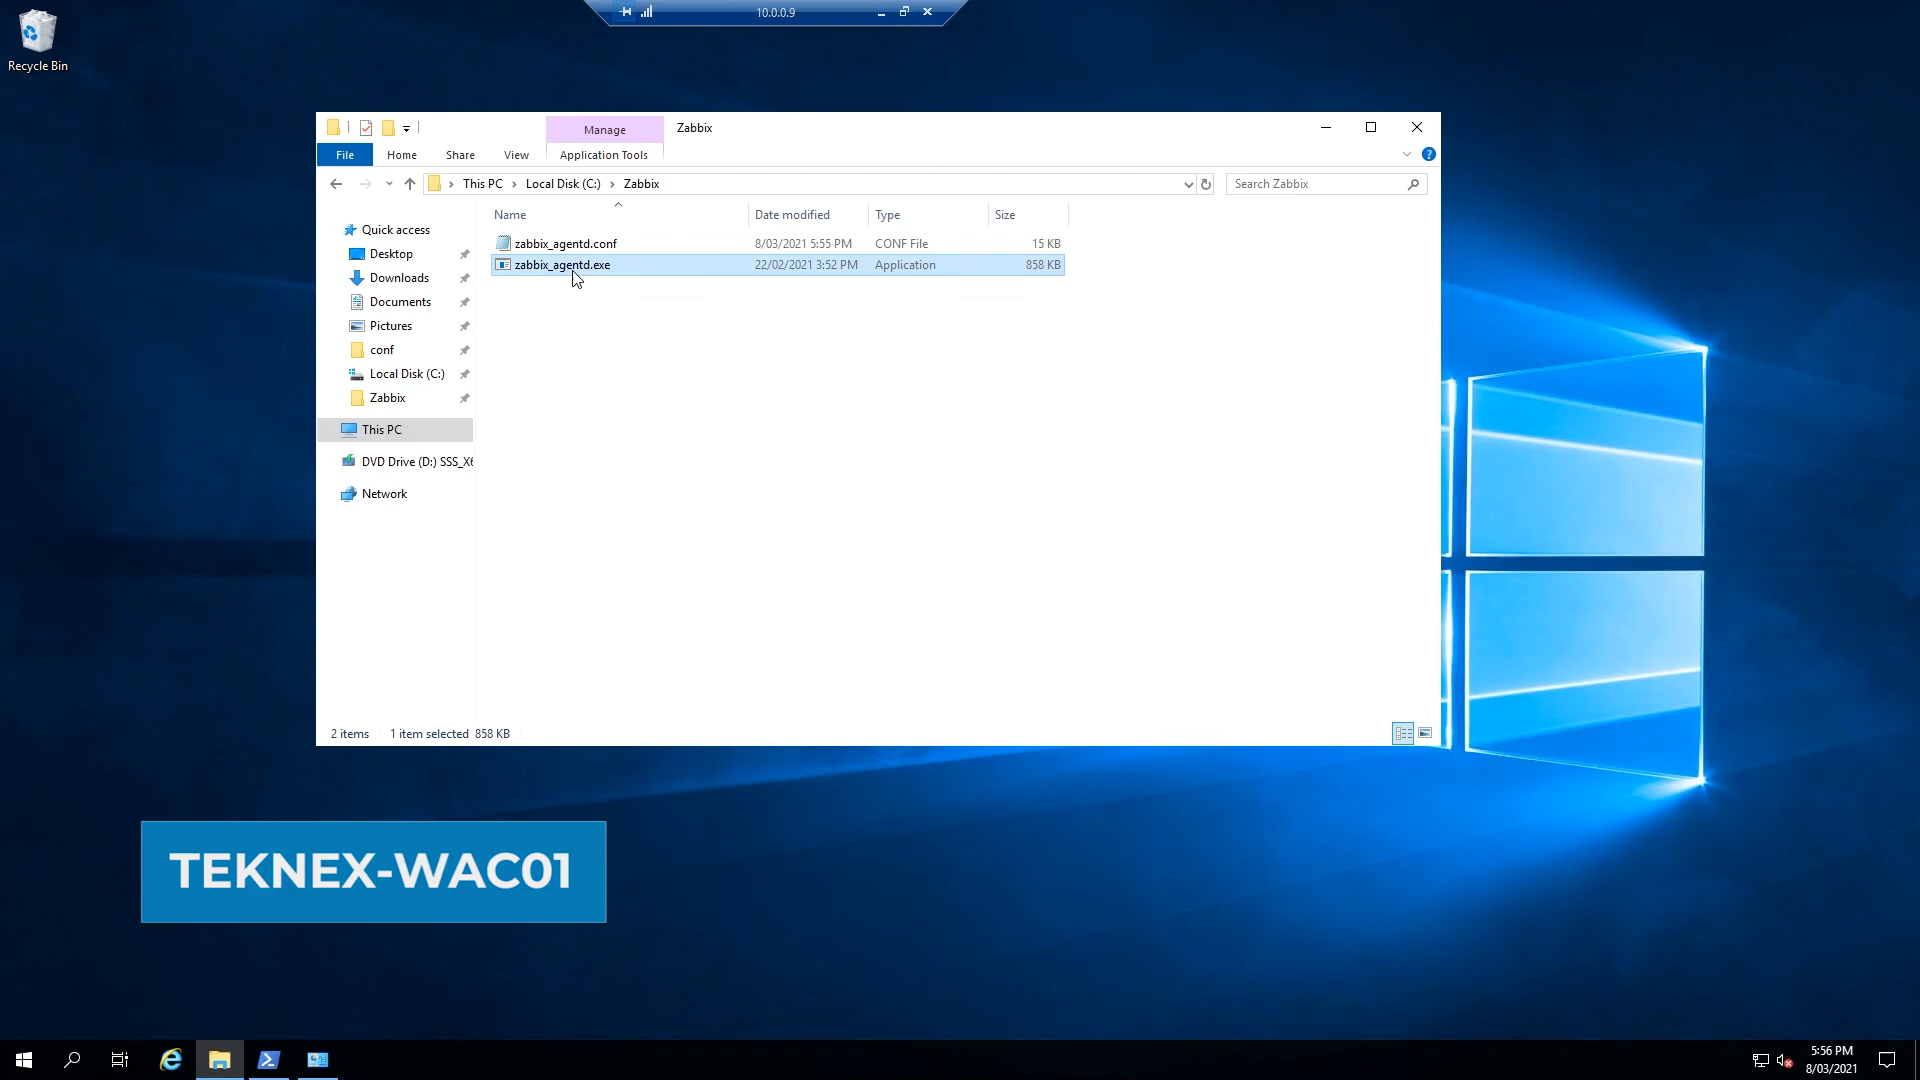 10.0.0.9
Recycle Bin
Manage
Zabbix
File
Home
Share
View
Application Tools
This PC
Local Disk (C:)
Zabbix
Search Zabbix
Name
Date modified
Type
Size
zabbix_agentd.conf
8/03/2021 5:55 PM
CONF File
15 KB
zabbix_agentd.exe
22/02/2021 3:52 PM
Application
858 KB
Quick access
Desktop
Downloads
Documents
Pictures
conf
Local Disk (C:)
Zabbix
This PC
DVD Drive (D:) SSS_X6
Network
2 items
1 item selected 858 KB
TEKNEX-WAC01
5:56 PM
8/03/2021